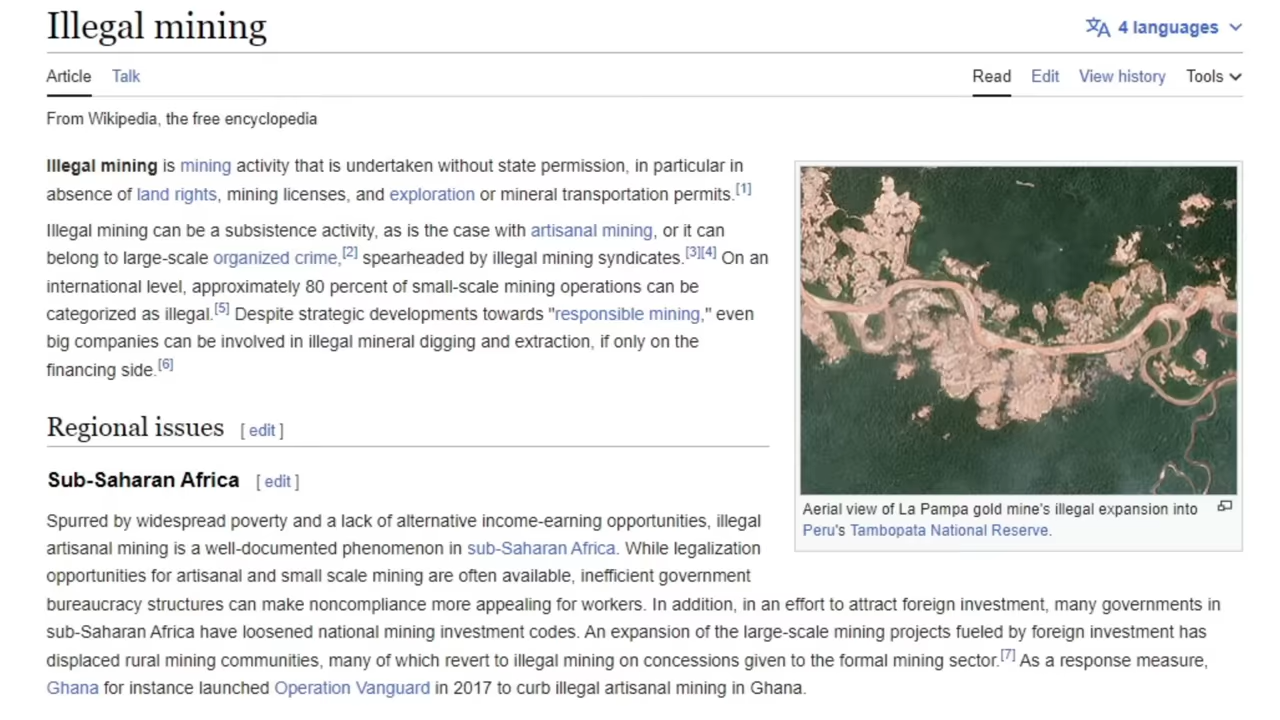 Illegal mining
4 languages
Article Talk
Read Edit View history Tools
From Wikipedia, the free encyclopedia
Illegal mining is mining activity that is undertaken without state permission, in particular in
absence of land rights, mining licenses, and exploration or mineral transportation permits.[1]
Illegal mining can be a subsistence activity, as is the case with artisanal mining, or it can
belong to large-scale organized crime,[2] spearheaded by illegal mining syndicates.[3][4] On an
international level, approximately 80 percent of small-scale mining operations can be
categorized as illegal.[5] Despite strategic developments towards "responsible mining," even
big companies can be involved in illegal mineral digging and extraction, if only on the
financing side.[6]
Aerial view of La Pampa gold mine's illegal expansion into
Peru's Tambopata National Reserve.
Regional issues [ edit ]
Sub-Saharan Africa [ edit ]
Spurred by widespread poverty and a lack of alternative income-earning opportunities, illegal
artisanal mining is a well-documented phenomenon in sub-Saharan Africa. While legalization
opportunities for artisanal and small scale mining are often available, inefficient government
bureaucracy structures can make noncompliance more appealing for workers. In addition, in an effort to attract foreign investment, many governments in
sub-Saharan Africa have loosened national mining investment codes. An expansion of the large-scale mining projects fueled by foreign investment has
displaced rural mining communities, many of which revert to illegal mining on concessions given to the formal mining sector.[7] As a response measure,
Ghana for instance launched Operation Vanguard in 2017 to curb illegal artisanal mining in Ghana.